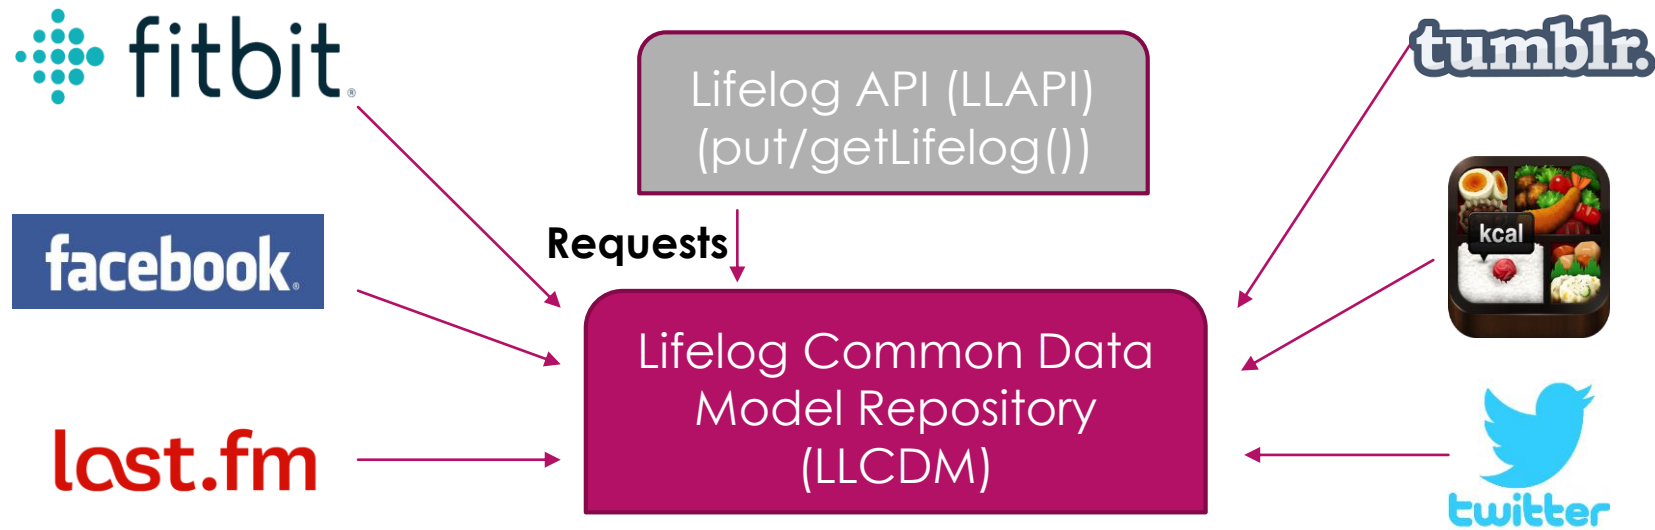 fitbit
facebook
last.fm
Lifelog API (LLAPI)
(put/getLifelog())
Requests
Lifelog Common Data
Model Repository
(LLCDM)
tumblr.
kcal
twitter